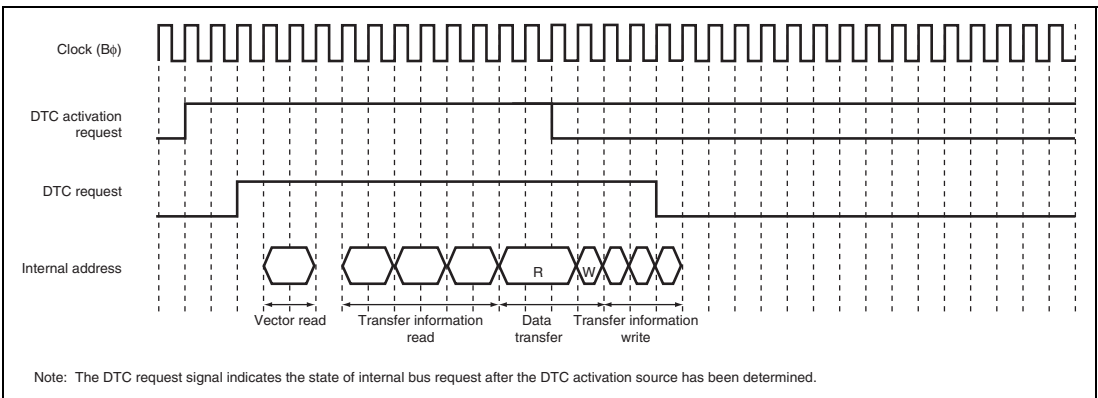 Clock (Bφ)
DTC activation
request
DTC request
Internal address
R
W
Vector read
Transfer information
read
Data
transfer
Transfer information
write
Note: The DTC request signal indicates the state of internal bus request after the DTC activation source has been determined.